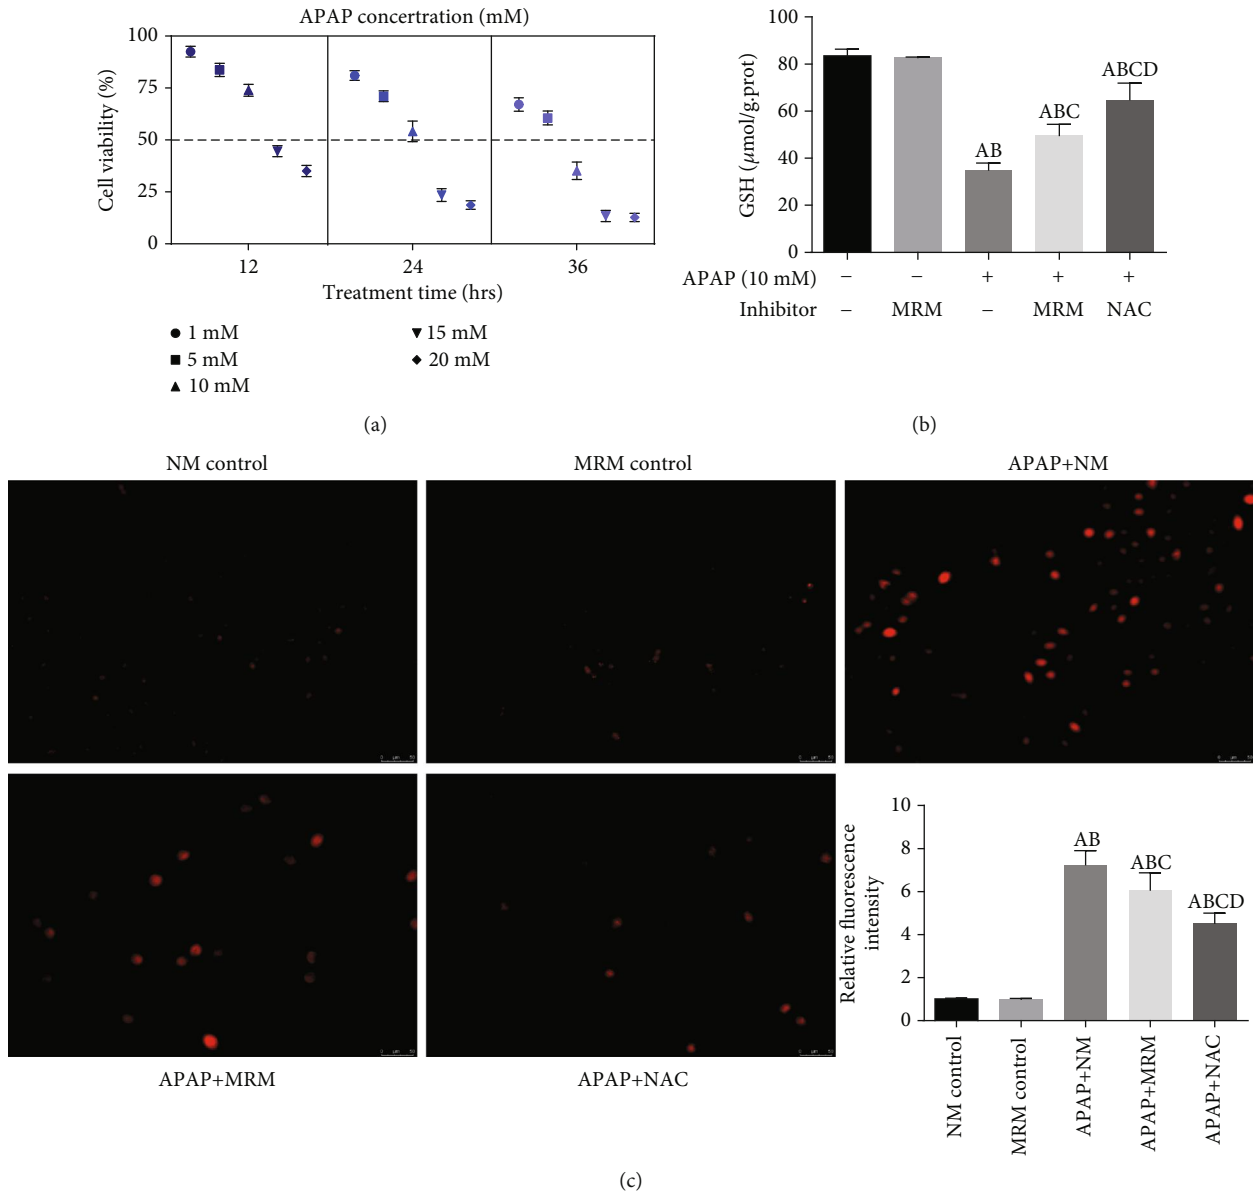 APAP concertration (mM)
Cell viability (%)
100
75
50
25
0
12 24 36
Treatment time (hrs)
1 mM
5 mM
10 mM
15 mM
20 mM
(a)
GSH (μmol/g.prot)
100
80
60
40
20
0
AB
ABC
ABCD
APAP (10 mM) – – + + +
Inhibitor – MRM – MRM NAC
(b)
NM control
MRM control
APAP+NM
APAP+MRM
APAP+NAC
Relative fluorescence
intensity
10
8
6
4
2
0
AB
ABC
ABCD
NM control
MRM control
APAP+NM
APAP+MRM
APAP+NAC
(c)